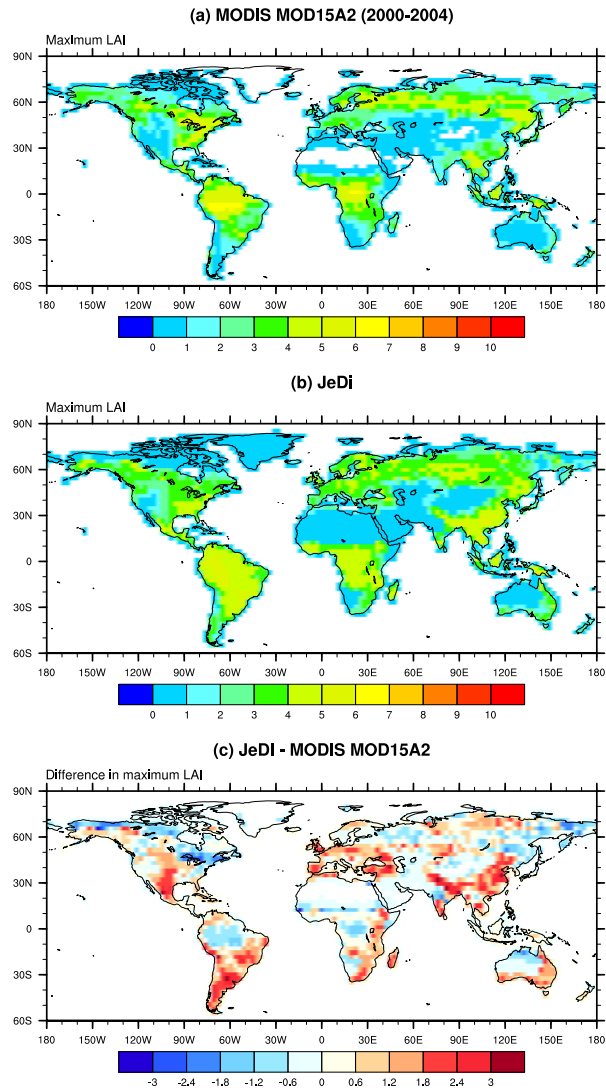 (a) MODIS MOD15A2 (2000-2004)
Maximum LAI
90N
60N
30N
0
30S
60S
180 150W 120W 90W 60W 30W 0 30E 60E 90E 120E 150E 180
0 1 2 3 4 5 6 7 8 9 10
(b) JeDi
Maximum LAI
90N
60N
30N
0
30S
60S
180 150W 120W 90W 60W 30W 0 30E 60E 90E 120E 150E 180
0 1 2 3 4 5 6 7 8 9 10
(c) JeDI - MODIS MOD15A2
Difference in maximum LAI
90N
60N
30N
0
30S
60S
180 150W 120W 90W 60W 30W 0 30E 60E 90E 120E 150E 180
-3 -2.4 -1.8 -1.2 -0.6 0 0.6 1.2 1.8 2.4 3